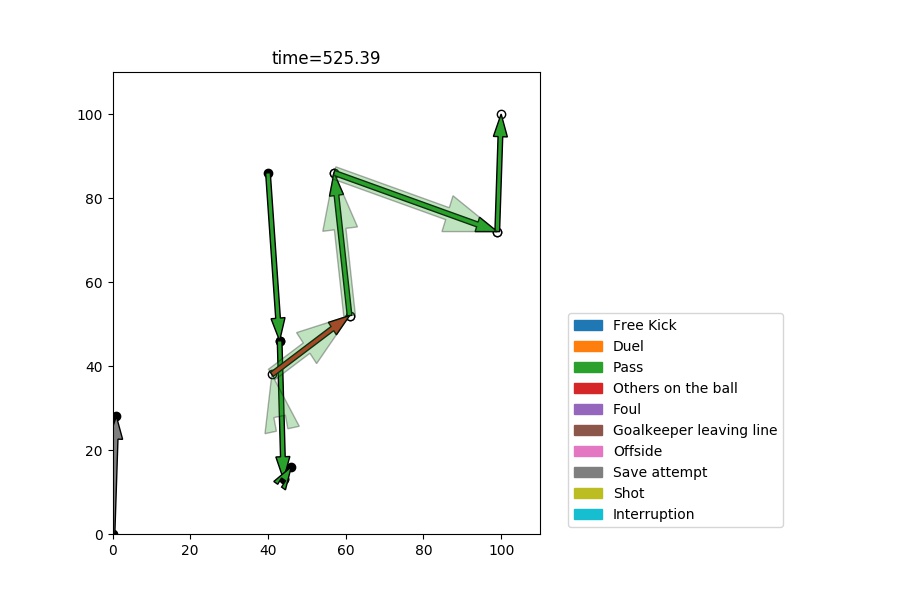 time=525.39
100
80
60
40
20
0
0 20 40 60 80 100
Free Kick
Duel
Pass
Others on the ball
Foul
Goalkeeper leaving line
Offside
Save attempt
Shot
Interruption